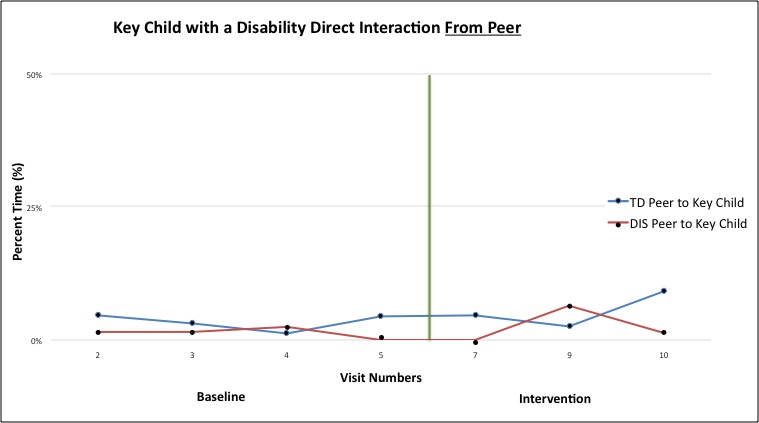 Key Child with a Disability Direct Interaction From Peer
50%
25%
0%
Percent Time (%)
TD Peer to Key Child
DIS Peer to Key Child
2 3 4 5 7 9 10
Visit Numbers
Baseline
Intervention